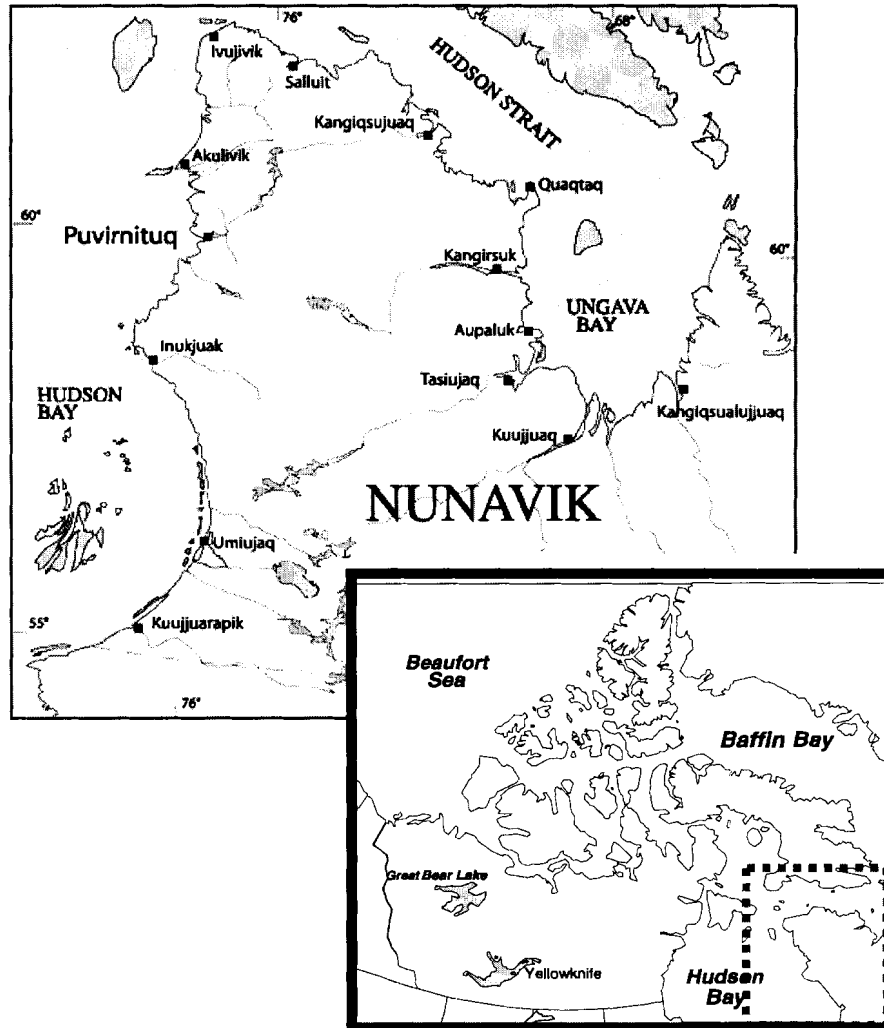 76°
68°
Ivujivik
Salluit
HUDSON STRAIT
Kangiqsujuaq
Akulivik
Quaqtaq
60°
Puvirnituq
60°
Kangirsuk
UNGAVA
BAY
Aupaluk
Inukjuak
Tasiujaq
HUDSON
BAY
Kangiqsualujjuaq
Kuujjuaq
NUNAVIK
Umiujaq
55°
Kuujjuarapik
76°
Beaufort
Sea
Baffin Bay
Great Bear Lake
Yellowknife
Hudson
Bay